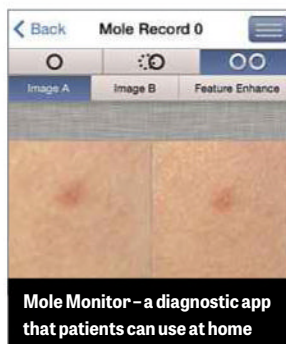 Back Mole Record 0
Image A Image B Feature Enhance
Mole Monitor – a diagnostic app
that patients can use at home